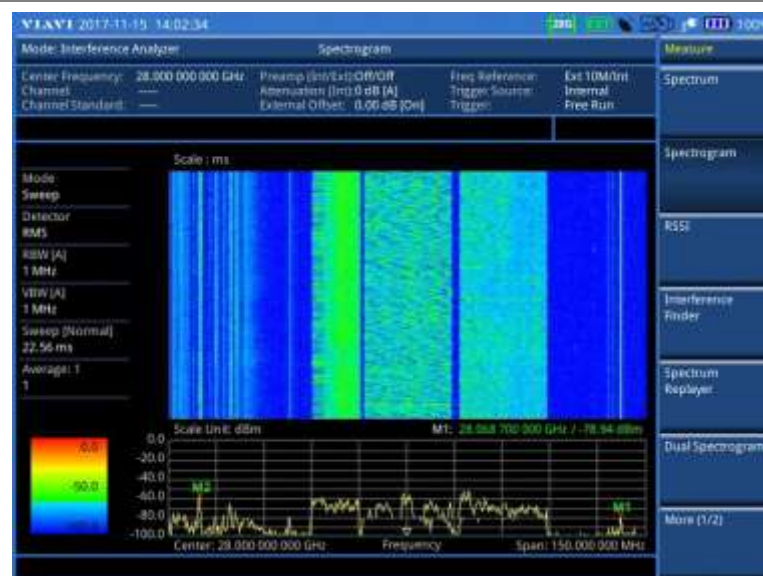 VIAVI 2017-11-15 14:02:34
100%
Mode: Interference Analyzer
Spectrogram
Measure
Center Frequency: 28.000 000 000 GHz
Preamp (Int/Ext): Off/Off
Freq Reference: Ext 10M/Int
Channel: ----
Attenuation (Int): 0 dB [A]
Trigger Source: Internal
Channel Standard: ----
External Offset: 0.00 dB [On]
Trigger: Free Run
Spectrum
Spectrogram
RSSI
Interference Finder
Spectrum Replayer
Dual Spectrogram
More (1/2)
Scale : ms
Mode
Sweep
Detector
RMS
RBW [A]
1 MHz
VBW [A]
1 MHz
Sweep [Normal]
22.56 ms
Average: 1
1
Scale Unit: dBm
M1: 28.068 700 000 GHz / -78.94 dBm
0.0
-50.0
0.0
-20.0
-40.0
-60.0
-80.0
-100.0
M2
M1
Center: 28.000 000 000 GHz
Frequency
Span: 150.000 000 MHz